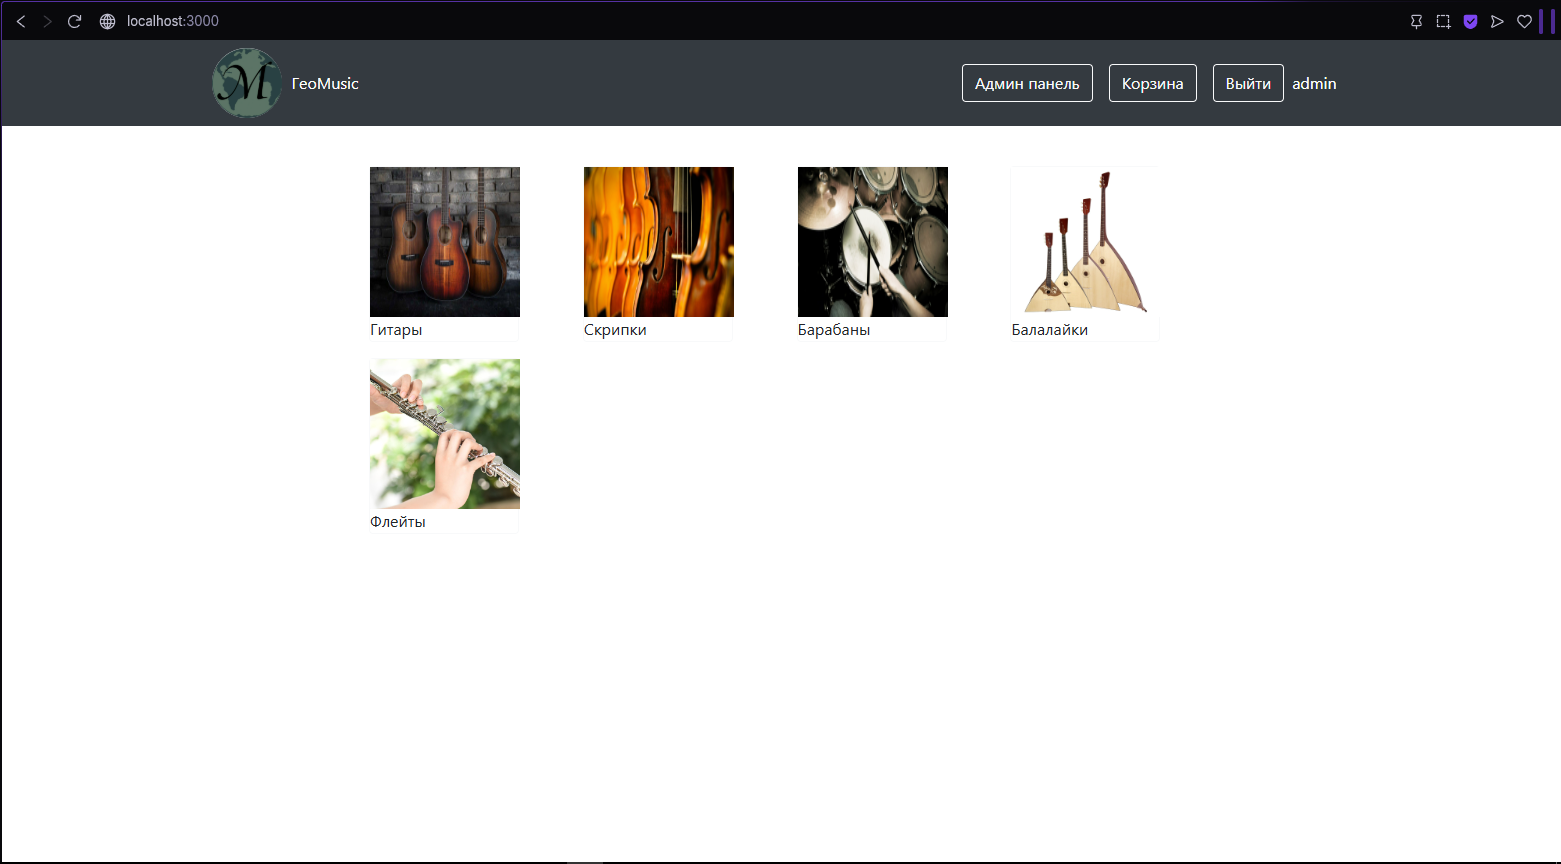 localhost:3000
M
ГеоMusic
Админ панель
Корзина
Выйти
admin
Гитары
Скрипки
Барабаны
Балалайки
Флейты